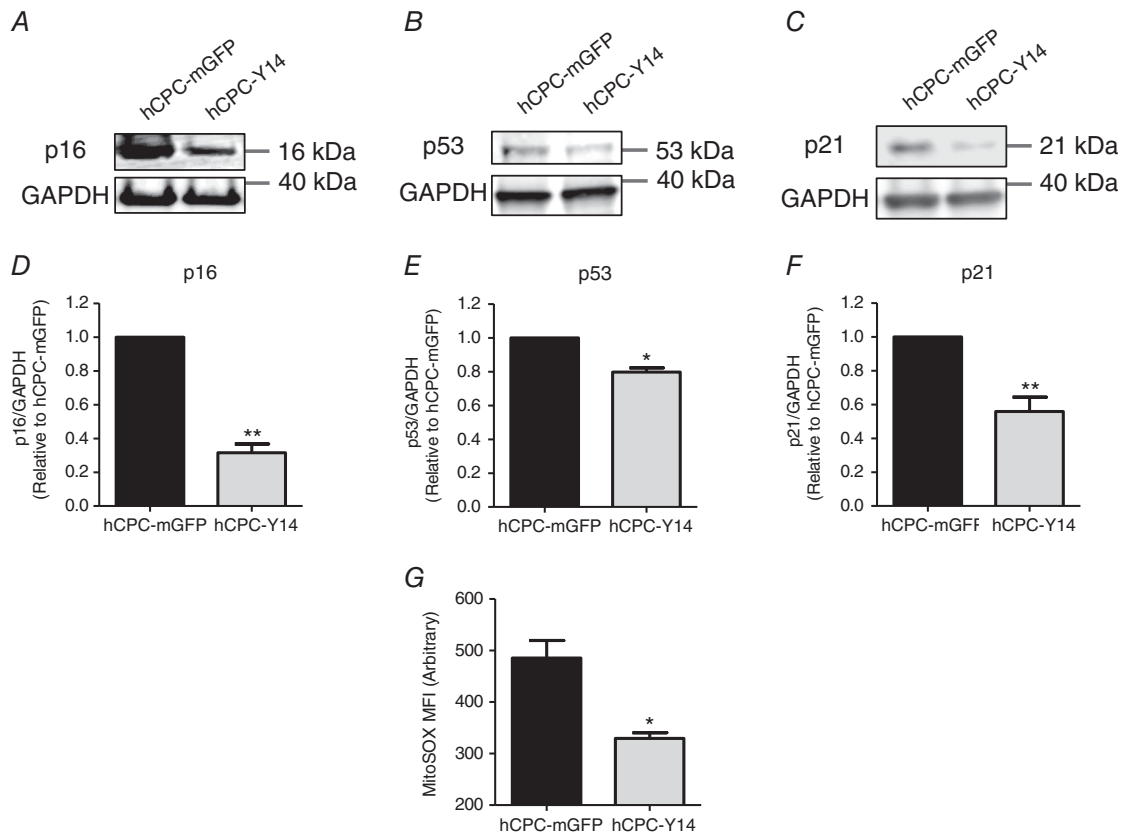 A
hCPC-mGFP
hCPC-Y14
p16
16 kDa
40 kDa
GAPDH
B
hCPC-mGFP
hCPC-Y14
p53
53 kDa
40 kDa
GAPDH
C
hCPC-mGFP
hCPC-Y14
p21
21 kDa
40 kDa
GAPDH
D
p16
p16/GAPDH
(Relative to hCPC-mGFP)
1.2
1.0
0.8
0.6
0.4
0.2
0.0
**
hCPC-mGFP hCPC-Y14
E
p53
p53/GAPDH
(Relative to hCPC-mGFP)
1.2
1.0
0.8
0.6
0.4
0.2
0.0
*
hCPC-mGFP hCPC-Y14
F
p21
p21/GAPDH
(Relative to hCPC-mGFP)
1.2
1.0
0.8
0.6
0.4
0.2
0.0
**
hCPC-mGFF hCPC-Y14
G
MitoSOX MFI (Arbitrary)
600
500
400
300
200
*
hCPC-mGFP hCPC-Y14